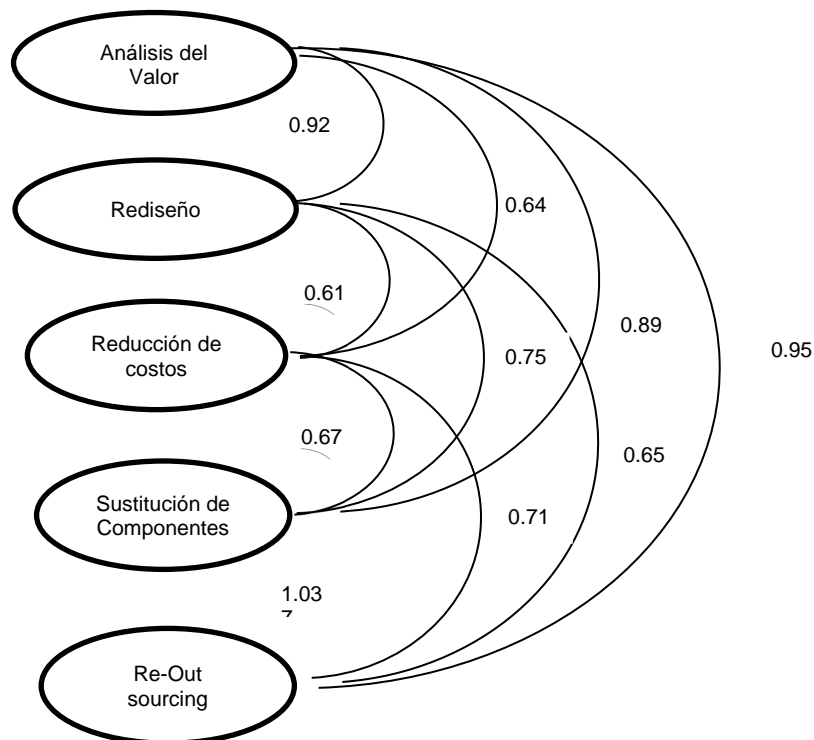 Análisis del
Valor
0.92
Rediseño
0.64
0.61
Reducción de
costos
0.89
0.75
0.95
0.67
0.65
Sustitución de
Componentes
0.71
1.03
Re-Out
sourcing